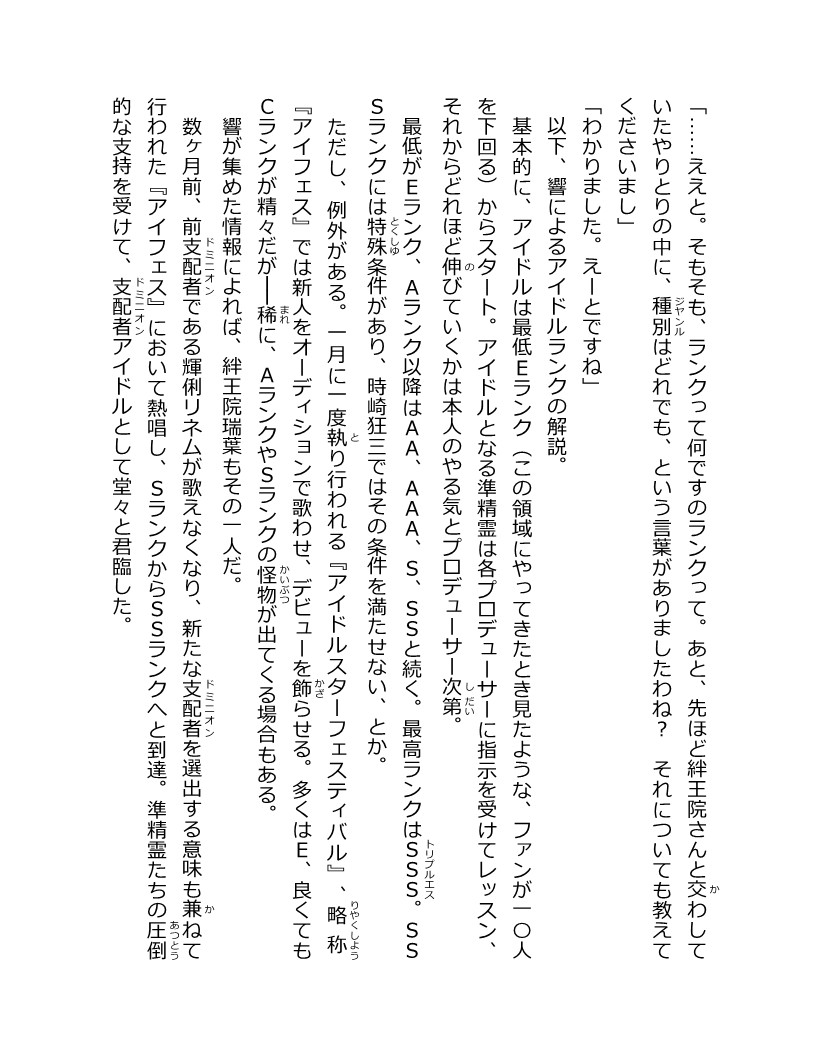 「……ええと。そもそも、ランクって何ですのランクって。あと、先ほど絆王院さんと交わして
いたやりとりの中に、種別はどれでも、という言葉がありましたわね？　それについても教えて
くださいまし」
「わかりました。えーとですね」
　以下、響によるアイドルランクの解説。
　基本的に、アイドルは最低Eランク（この領域にやってきたとき見たような、ファンが一〇人
を下回る）からスタート。アイドルとなる準精霊は各プロデューサーに指示を受けてレッスン、
それからどれほど伸びていくかは本人のやる気とプロデューサー次第。
　最低がEランク、Aランク以降はAA、AAA、S、SSと続く。最高ランクはSSS。SS
Sランクには特殊条件があり、時崎狂三ではその条件を満たせない、とか。
　ただし、例外がある。一月に一度執り行われる『アイドルスターフェスティバル』、略称
『アイフェス』では新人をオーディションで歌わせ、デビューを飾らせる。多くはE、良くても
Cランクが精々だが――稀に、AランクやSランクの怪物が出てくる場合もある。
　響が集めた情報によれば、絆王院瑞葉もその一人だ。
　数ヶ月前、前支配者である輝俐リネムが歌えなくなり、新たな支配者を選出する意味も兼ねて
行われた『アイフェス』において熱唱し、SランクからSSランクへと到達。準精霊たちの圧倒
的な支持を受けて、支配者アイドルとして堂々と君臨した。